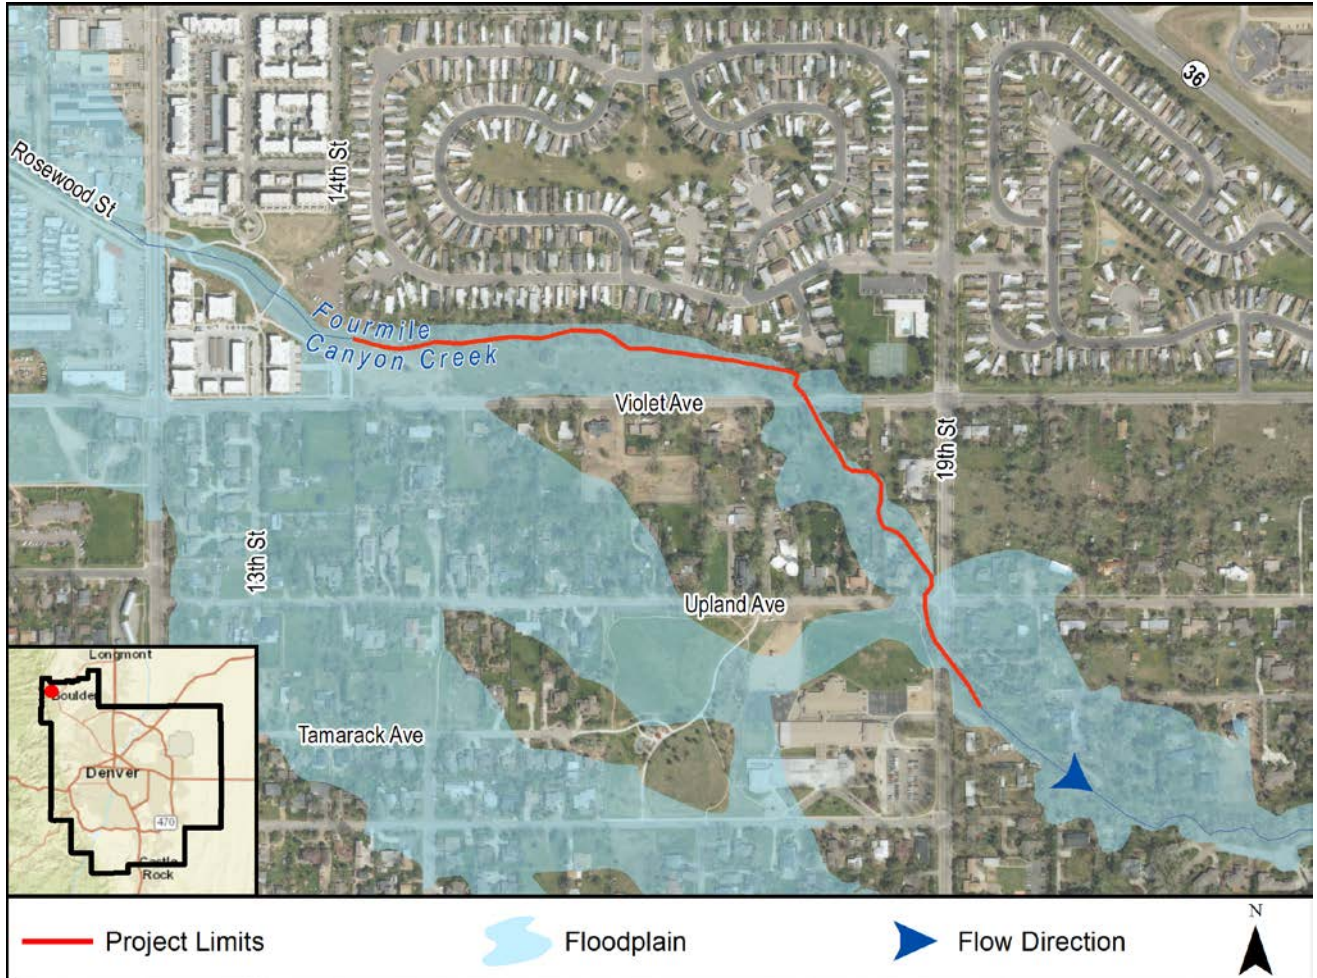 36
Rosewood St
14th St
Fourmile
Canyon Creek
Violet Ave
19th St
13th St
Upland Ave
Tamarack Ave
Longmont
Boulder
Denver
470
Castle
Rock
Project Limits
Floodplain
Flow Direction
N